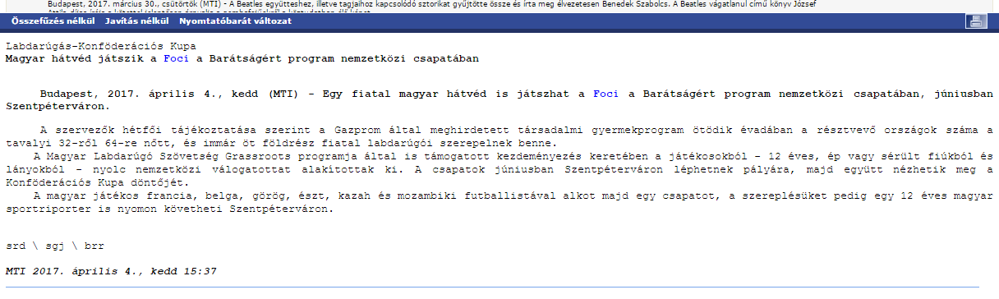 Budapest, 2017. március 30., csütörtök (MTI) - A Beatles együtteshez, illetve tagjaihoz kapcsolódó sztorikat gyűjtötte össze és írta meg élvezetesen Benedek Szabolcs. A Beatles vágatlanul című könyv József
Összefűzés nélkül Javítás nélkül Nyomtatóbarát változat
Labdarúgás-Konföderációs Kupa
Magyar hátvéd játszik a Foci a Barátságért program nemzetközi csapatában
Budapest, 2017. április 4., kedd (MTI) - Egy fiatal magyar hátvéd is játszhat a Foci a Barátságért program nemzetközi csapatában, júniusban
Szentpéterváron.
A szervezők hétfői tájékoztatása szerint a Gazprom által meghirdetett társadalmi gyermekprogram ötödik évadában a résztvevő országok száma a
tavalyi 32-ről 64-re nőtt, és immár öt földrész fiatal labdarúgói szerepelnek benne.
A Magyar Labdarúgó Szövetség Grassroots programja által is támogatott kezdeményezés keretében a játékosokból - 12 éves, ép vagy sérült fiúkból és
lányokból - nyolc nemzetközi válogatottat alakítottak ki. A csapatok júniusban Szentpéterváron léphetnek pályára, majd együtt nézhetik meg a
Konföderációs Kupa döntőjét.
A magyar játékos francia, belga, görög, észt, kazah és mozambiki futballistával alkot majd egy csapatot, a szereplésüket pedig egy 12 éves magyar
sportriporter is nyomon követheti Szentpéterváron.
srd \ sgj \ brr
MTI 2017. április 4., kedd 15:37